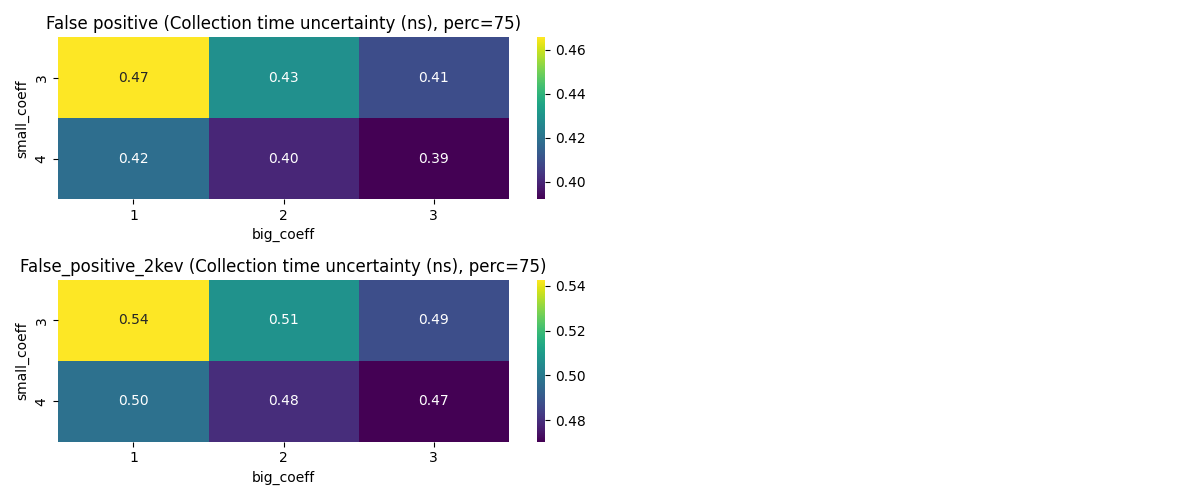 False positive (Collection time uncertainty (ns), perc=75)
small_coeff
3
4
0.47 0.43 0.41
0.42 0.40 0.39
1 2 3
big_coeff
0.46
0.44
0.42
0.40
False_positive_2kev (Collection time uncertainty (ns), perc=75)
small_coeff
3
4
0.54 0.51 0.49
0.50 0.48 0.47
1 2 3
big_coeff
0.54
0.52
0.50
0.48